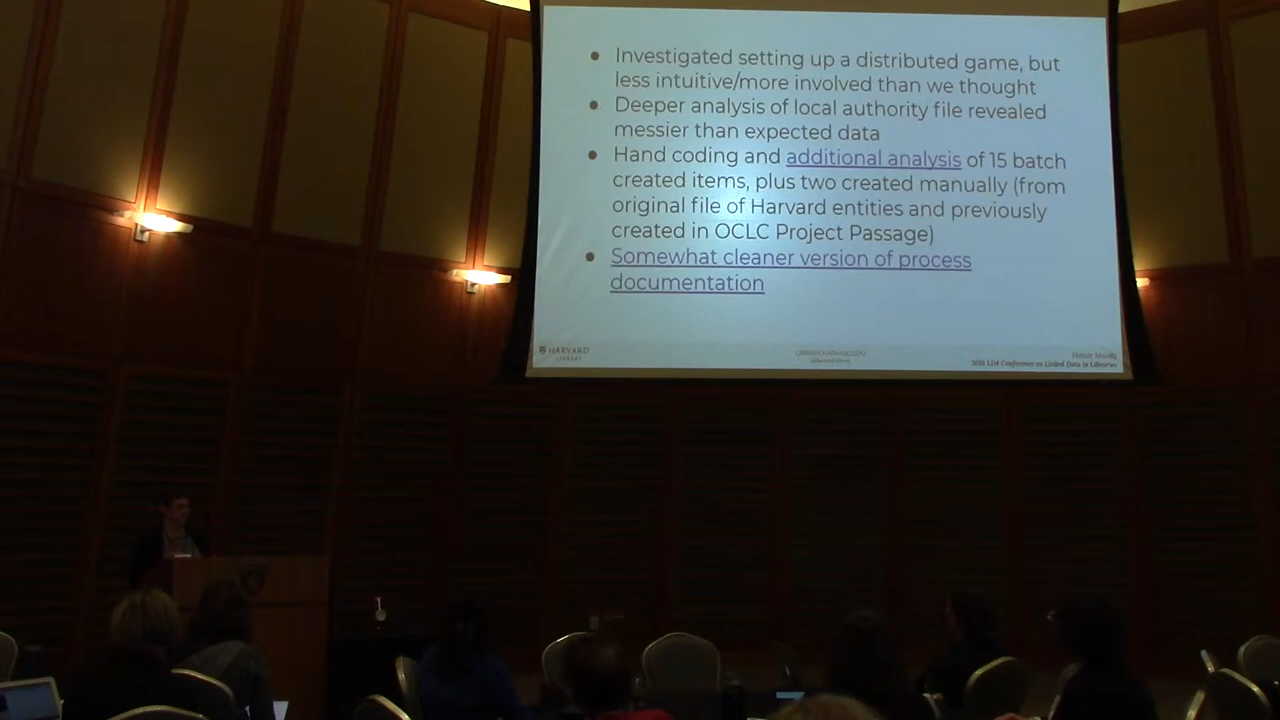 ● Investigated setting up a distributed game, but
less intuitive/more involved than we thought
● Deeper analysis of local authority file revealed
messier than expected data
● Hand coding and additional analysis of 15 batch
created items, plus two created manually (from
original file of Harvard entities and previously
created in OCLC Project Passage)
● Somewhat cleaner version of process
documentation
HARVARD
LIBRARY
Honor Moody
LD4 Conference on Linked Data in Libraries